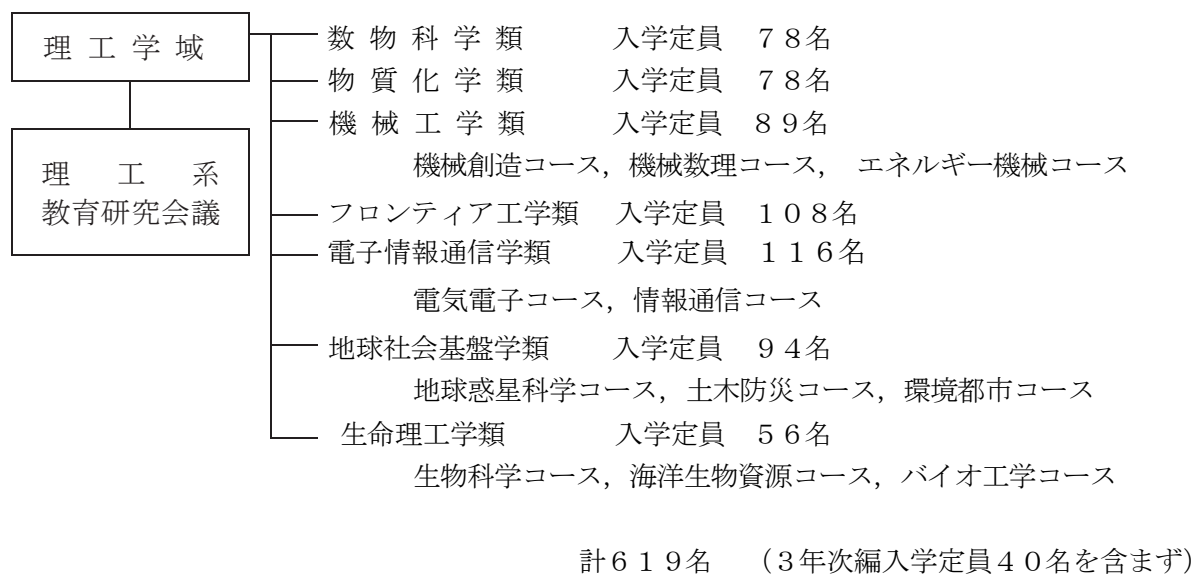 理 工 学 域
理 工 系
教育研究会議
数 物 科 学 類 入学定員 ７８名
物 質 化 学 類 入学定員 ７８名
機 械 工 学 類 入学定員 ８９名
機械創造コース，機械数理コース， エネルギー機械コース
フロンティア工学類 入学定員 １０８名
電子情報通信学類 入学定員 １１６名
電気電子コース，情報通信コース
地球社会基盤学類 入学定員 ９４名
地球惑星科学コース，土木防災コース，環境都市コース
生命理工学類 入学定員 ５６名
生物科学コース，海洋生物資源コース，バイオ工学コース
計６１９名 （３年次編入学定員４０名を含まず）